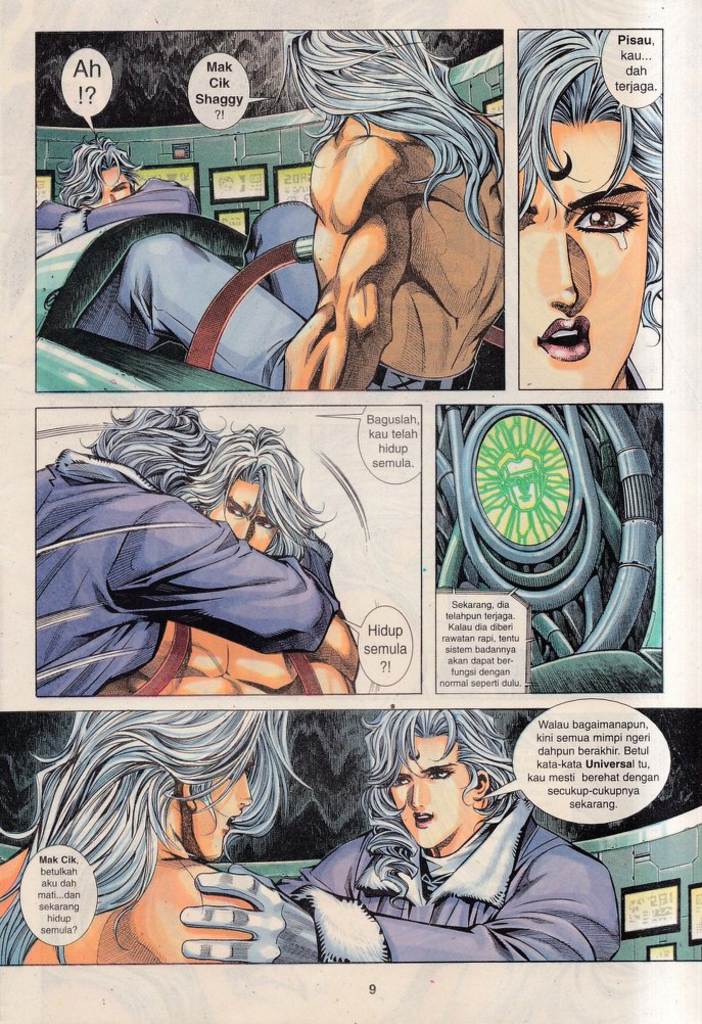 Ah
!?
Mak
Cik
Shaggy
?!
Pisau,
kau...
dah
terjaga.
Baguslah,
kau telah
hidup
semula.
Hidup
semula
?!
Sekarang, dia
telahpun terjaga.
Kalau dia diberi
rawatan rapi, tentu
sistem badannya
akan dapat ber-
fungsi dengan
normal seperti dulu.
Walau bagaimanapun,
kini semua mimpi ngeri
dahpun berakhir. Betul
kata-kata Universal tu,
kau mesti berehat dengan
secukup-cukupnya
sekarang.
Mak Cik,
betulkah
aku dah
mati...dan
sekarang
hidup
semula?
9